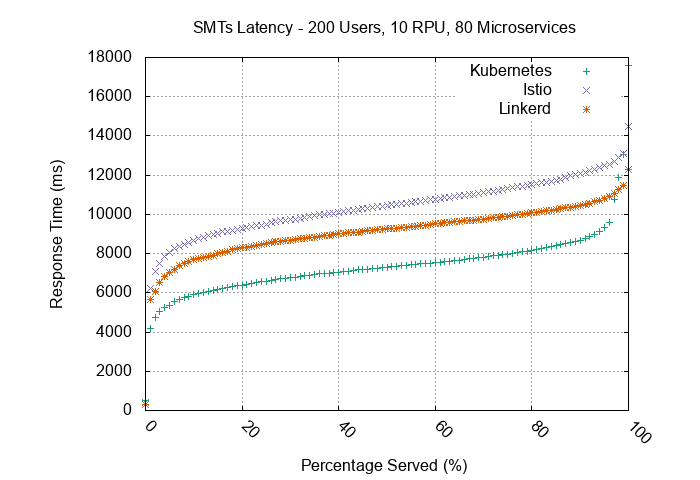 SMTs Latency - 200 Users, 10 RPU, 80 Microservices
18000
16000
14000
12000
10000
8000
6000
4000
2000
0
Response Time (ms)
Kubernetes
Istio
Linkerd
0 20 40 60 80 100
Percentage Served (%)